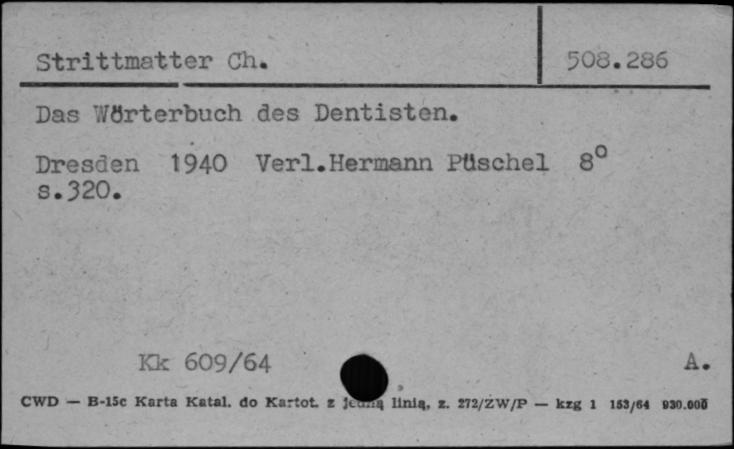 Strittmatter Ch.
508.286
Das Wörterbuch des Dentisten.
Dresden 1940 Verl.Hermann Püschel 8°
s.320.
Kk 609/64
A.
CWD — B-15c Karta Katal. do Kartot. z jedną linią, z. 272/ZW/P — kzg 1 153/64 930.000